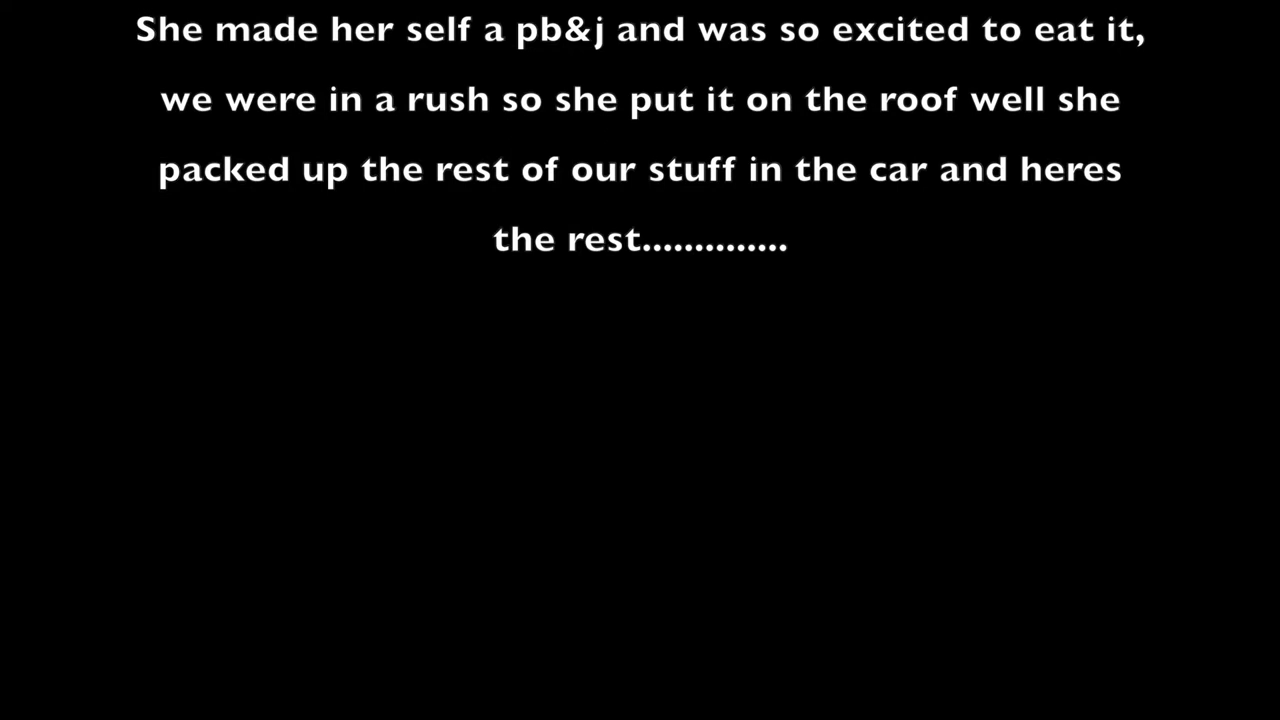 She made her self a pb&j and was so excited to eat it,
we were in a rush so she put it on the roof well she
packed up the rest of our stuff in the car and heres
the rest..............